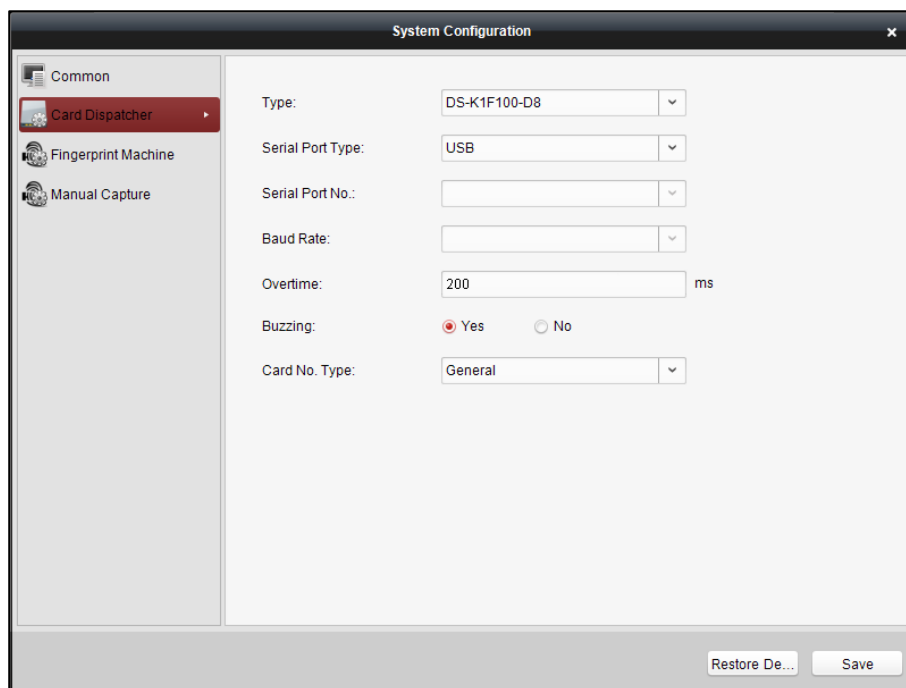 System Configuration
Common
Card Dispatcher
Fingerprint Machine
Manual Capture
Type: DS-K1F100-D8
Serial Port Type: USB
Serial Port No.:
Baud Rate:
Overtime: 200 ms
Buzzing: Yes No
Card No. Type: General
Restore De... Save